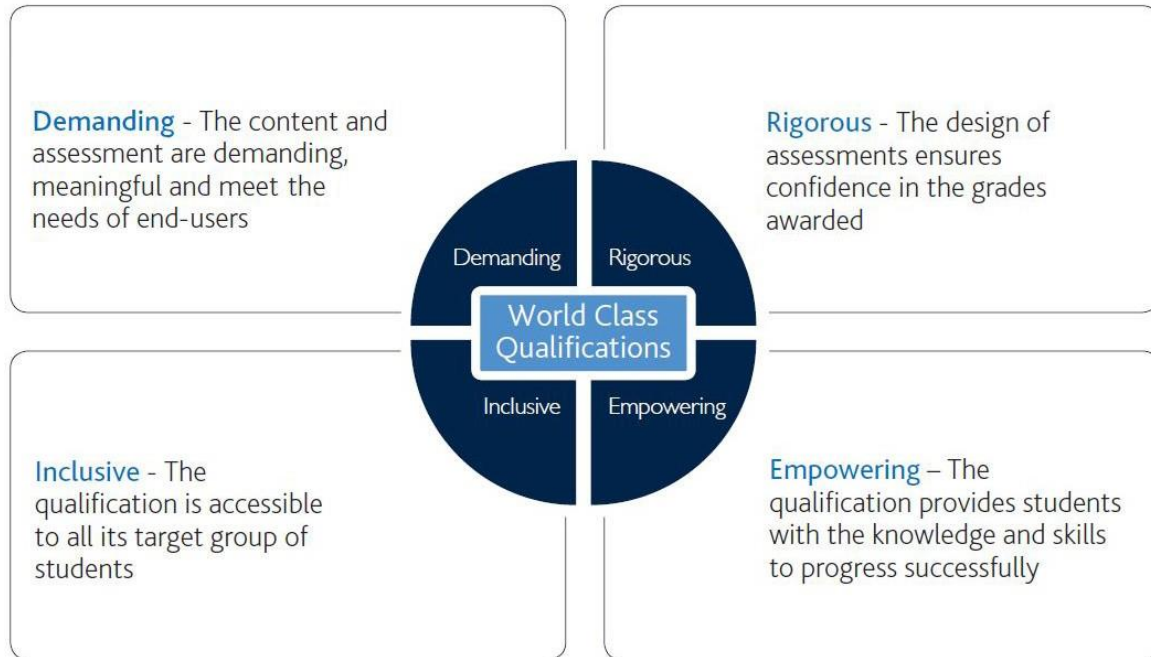 Demanding - The content and
assessment are demanding,
meaningful and meet the
needs of end-users
Rigorous - The design of
assessments ensures
confidence in the grades
awarded
Demanding
Rigorous
World Class
Qualifications
Inclusive
Empowering
Inclusive - The
qualification is accessible
to all its target group of
students
Empowering – The
qualification provides students
with the knowledge and skills
to progress successfully